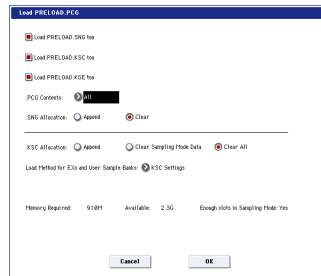 Load PRELOAD.PCG
Load PRELOAD.SNG too
Load PRELOAD.KSC too
Load PRELOAD.KGE too
.PCG Contents: All
.SNG Allocation: Append Clear
.KSC Allocation: Append Clear Sampling Mode Data Clear All
Load Method for EXs and User Sample Banks: KSC Settings
Memory Required: 910M Available: 2.3G Enough slots in Sampling Mode: Yes
Cancel OK